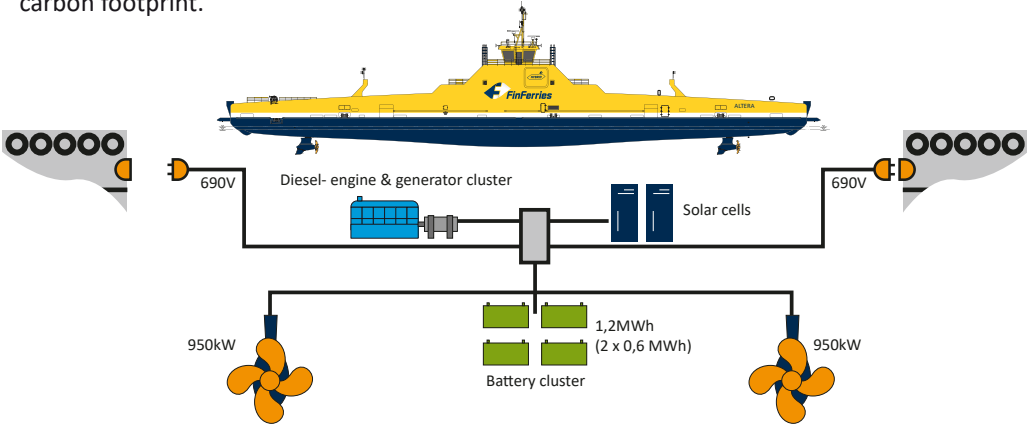 carbon footprint.
FinFerries
ALTERA
690V
Diesel- engine & generator cluster
Solar cells
690V
950kW
1,2MWh
(2 x 0,6 MWh)
950kW
Battery cluster